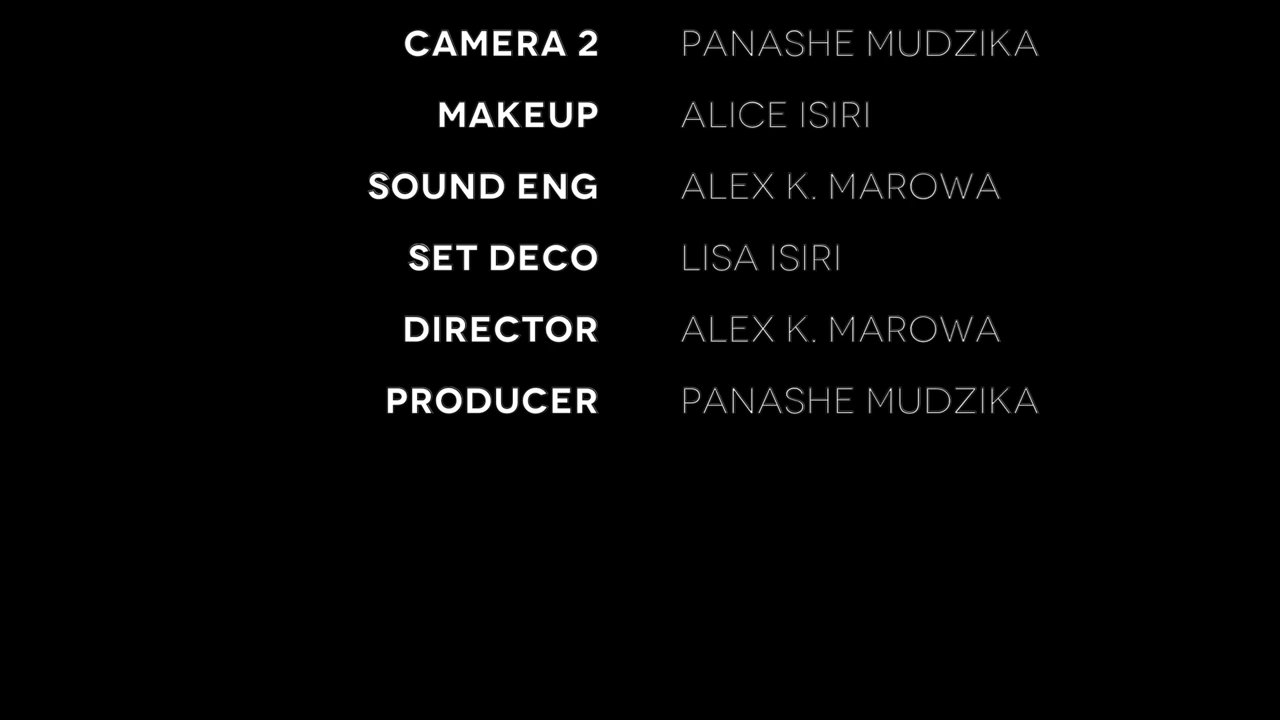 CAMERA 2 PANASHE MUDZIKA
MAKEUP ALICE ISIRI
SOUND ENG ALEX K. MAROWA
SET DECO LISA ISIRI
DIRECTOR ALEX K. MAROWA
PRODUCER PANASHE MUDZIKA